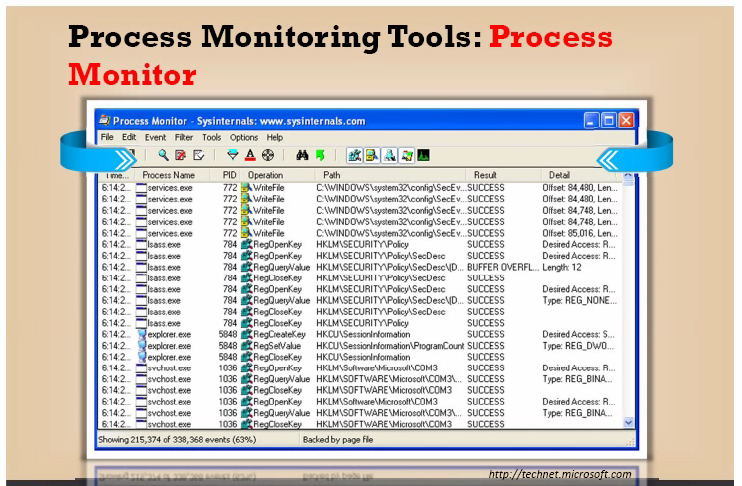 Process Monitoring Tools: Process
Monitor
Process Monitor - Sysinternals: www.sysinternals.com
File Edit Event Filter Tools Options Help
Time... Process Name PID Operation Path Result Detail
6:14:2... services.exe 772 WriteFile C:\WINDOWS\system32\config\SecEv... SUCCESS Offset: 84,480, Len...
6:14:2... services.exe 772 WriteFile C:\WINDOWS\system32\config\SecEv... SUCCESS Offset: 84,480, Len...
6:14:2... services.exe 772 WriteFile C:\WINDOWS\system32\config\SecEv... SUCCESS Offset: 84,748, Len...
6:14:2... services.exe 772 WriteFile C:\WINDOWS\system32\config\SecEv... SUCCESS Offset: 84,748, Len...
6:14:2... services.exe 772 WriteFile C:\WINDOWS\system32\config\SecEv... SUCCESS Offset: 85,016, Len...
6:14:2... lsass.exe 784 RegOpenKey HKLM\SECURITY\Policy SUCCESS Desired Access: R...
6:14:2... lsass.exe 784 RegOpenKey HKLM\SECURITY\Policy\SecDesc SUCCESS Desired Access: R...
6:14:2... lsass.exe 784 RegQueryValue HKLM\SECURITY\Policy\SecDesc\(D... BUFFER OVERFL... Length: 12
6:14:2... lsass.exe 784 RegCloseKey HKLM\SECURITY\Policy\SecDesc SUCCESS
6:14:2... lsass.exe 784 RegOpenKey HKLM\SECURITY\Policy\SecDesc SUCCESS Desired Access: R...
6:14:2... lsass.exe 784 RegQueryValue HKLM\SECURITY\Policy\SecDesc\(D... SUCCESS Type: REG_NONE...
6:14:2... lsass.exe 784 RegCloseKey HKLM\SECURITY\Policy\SecDesc SUCCESS
6:14:2... lsass.exe 784 RegCloseKey HKLM\SECURITY\Policy SUCCESS
6:14:2... explorer.exe 5848 RegCreateKey HKCU\SessionInformation SUCCESS Desired Access: S...
6:14:2... explorer.exe 5848 RegSetValue HKCU\SessionInformation\ProgramCount SUCCESS Type: REG_DWO...
6:14:2... explorer.exe 5848 RegCloseKey HKCU\SessionInformation SUCCESS
6:14:2... svchost.exe 1036 RegOpenKey HKLM\Software\Microsoft\COM3 SUCCESS Desired Access: R...
6:14:2... svchost.exe 1036 RegQueryValue HKLM\SOFTWARE\Microsoft\COM3\... SUCCESS Type: REG_BINA...
6:14:2... svchost.exe 1036 RegCloseKey HKLM\SOFTWARE\Microsoft\COM3 SUCCESS
6:14:2... svchost.exe 1036 RegOpenKey HKLM\Software\Microsoft\COM3 SUCCESS Desired Access: R...
6:14:2... svchost.exe 1036 RegQueryValue HKLM\SOFTWARE\Microsoft\COM3\... SUCCESS Type: REG_BINA...
6:14:2... svchost.exe 1036 RegCloseKey HKLM\SOFTWARE\Microsoft\COM3 SUCCESS
Showing 215,374 of 338,368 events (63%) Backed by page file
http://technet.microsoft.com